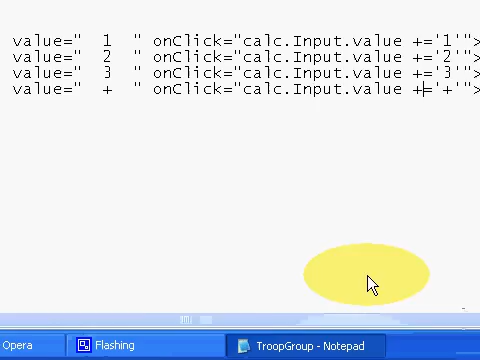 value="  1  " onClick="calc.Input.value +='1'">
value="  2  " onClick="calc.Input.value +='2'">
value="  3  " onClick="calc.Input.value +='3'">
value="  +  " onClick="calc.Input.value +='+'">
Opera
Flashing
TroopGroup - Notepad